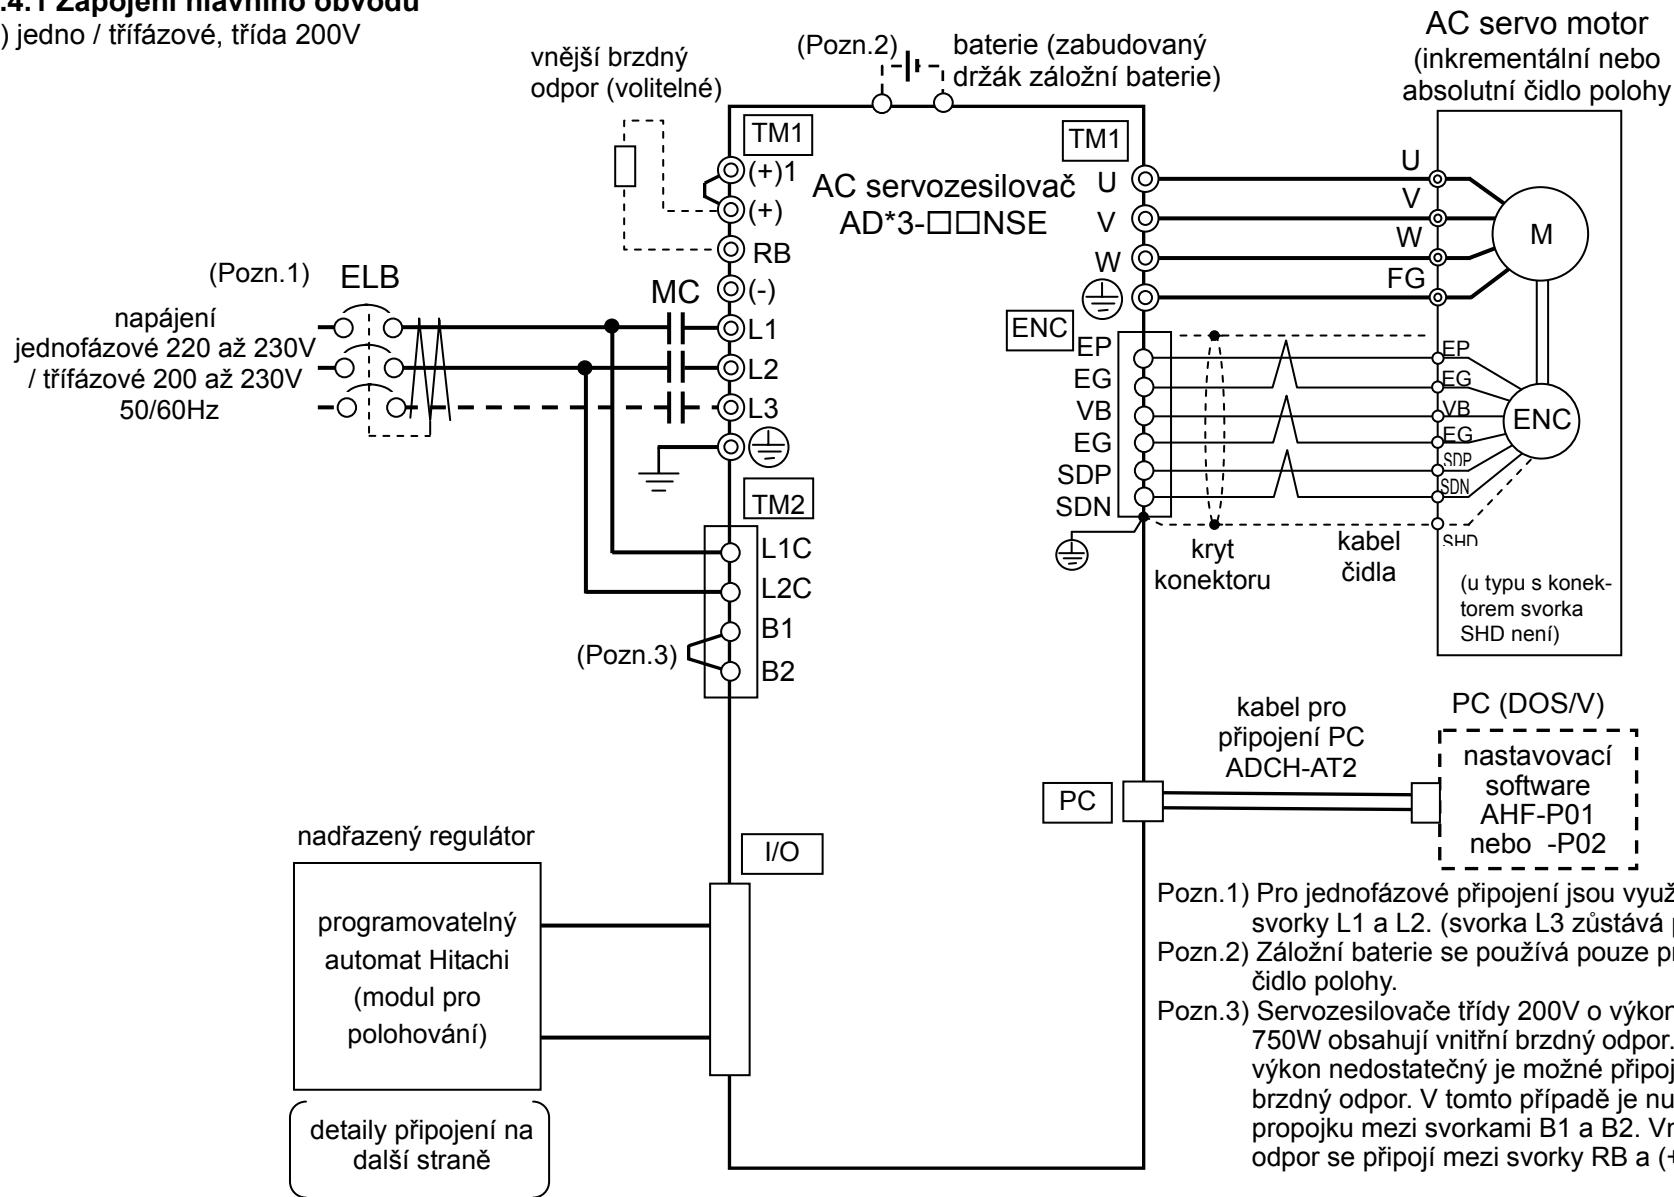 .4.1 Zapojení hlavního obvodu
) jedno / třífázové, třída 200V
vnější brzdný
odpor (volitelné)
(Pozn.2)
baterie (zabudovaný
držák záložní baterie)
AC servo motor
(inkrementální nebo
absolutní čidlo polohy
TM1
TM1
(+)1
(+)
RB
(-)
L1
L2
L3
AC servozesilovač
AD*3-□□NSE
U
V
W
U
V
W
FG
M
(Pozn.1)
ELB
MC
napájení
jednofázové 220 až 230V
/ třífázové 200 až 230V
50/60Hz
ENC
EP
EG
VB
EG
SDP
SDN
EP
EG
VB
EG
SDP
SDN
SHD
ENC
kryt
konektoru
kabel
čidla
(u typu s konek-
torem svorka
SHD není)
TM2
L1C
L2C
B1
B2
(Pozn.3)
kabel pro
připojení PC
ADCH-AT2
PC (DOS/V)
PC
nastavovací
software
AHF-P01
nebo -P02
nadřazený regulátor
I/O
programovatelný
automat Hitachi
(modul pro
polohování)
detaily připojení na
další straně
Pozn.1) Pro jednofázové připojení jsou využ
svorky L1 a L2. (svorka L3 zůstává p
Pozn.2) Záložní baterie se používá pouze pr
čidlo polohy.
Pozn.3) Servozesilovače třídy 200V o výkon
750W obsahují vnitřní brzdný odpor.
výkon nedostatečný je možné připoj
brzdný odpor. V tomto případě je nu
propojku mezi svorkami B1 a B2. Vn
odpor se připojí mezi svorky RB a (+